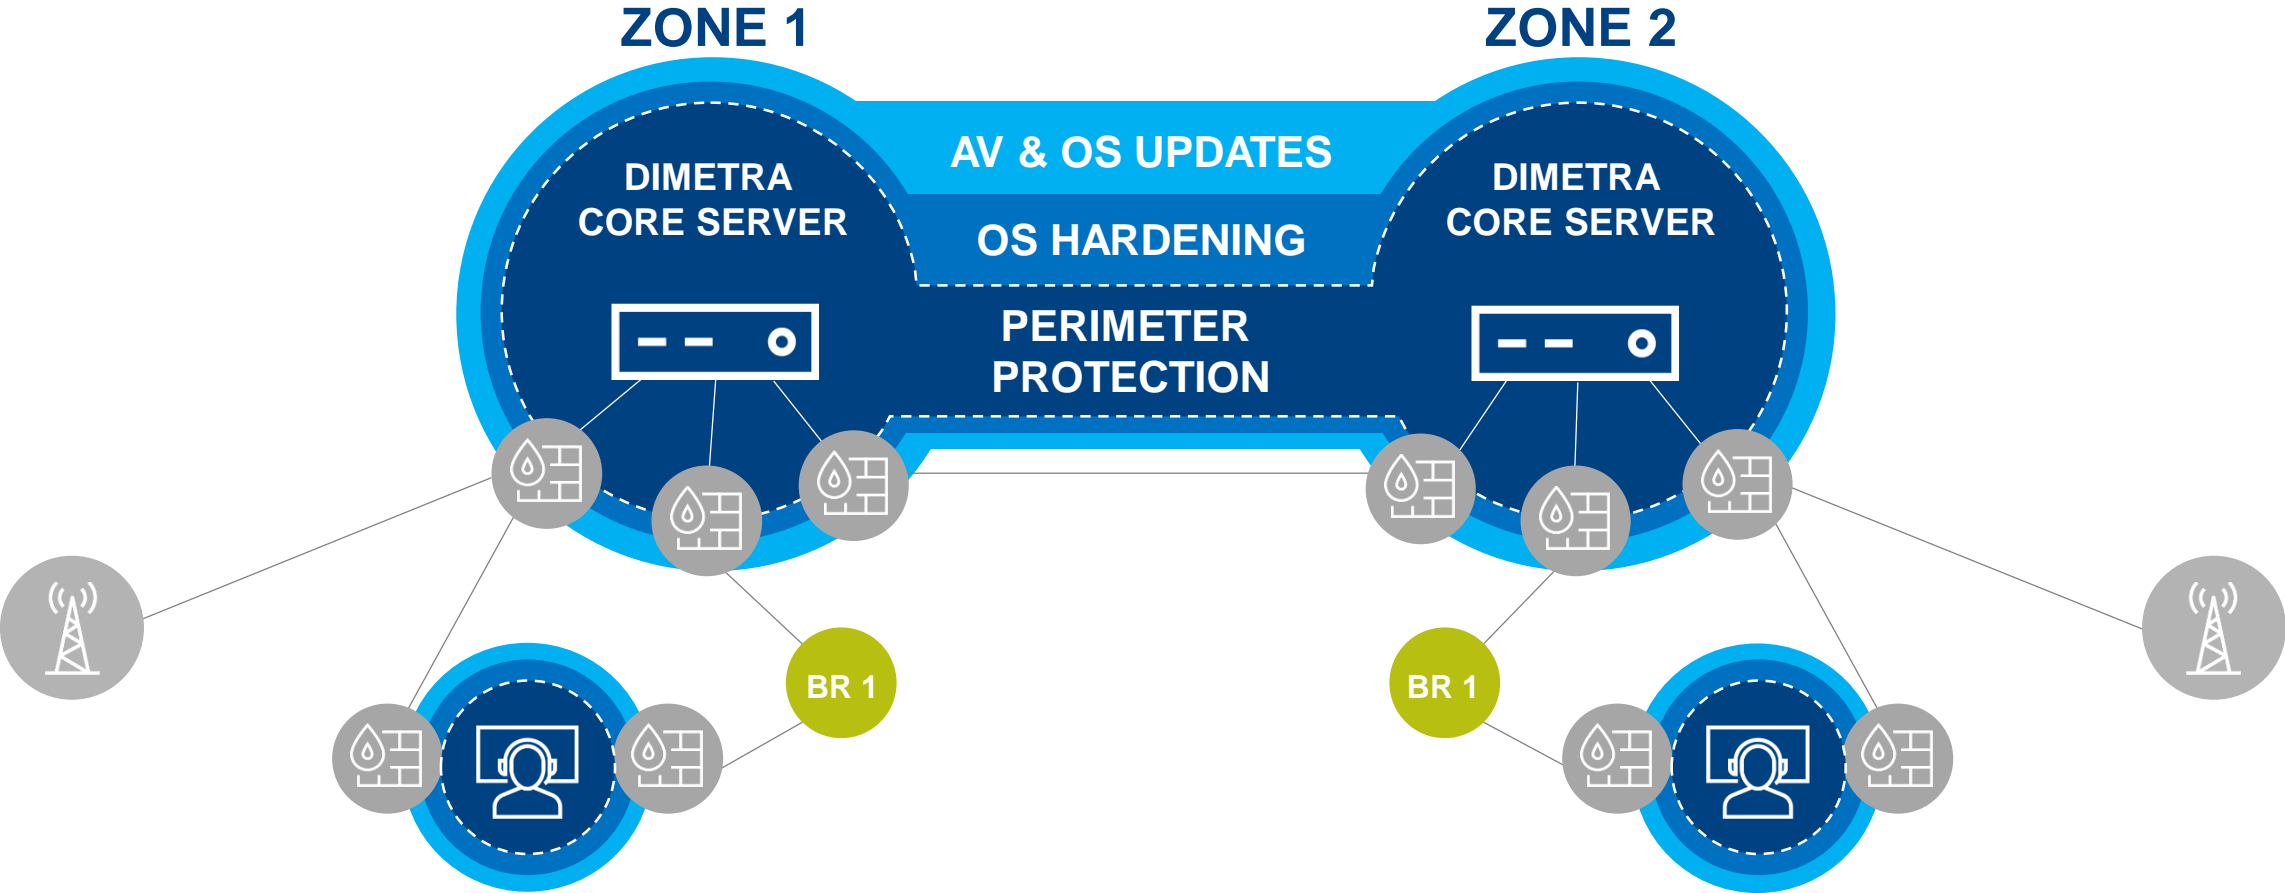 ZONE 1
ZONE 2
AV & OS UPDATES
DIMETRA
CORE SERVER
DIMETRA
CORE SERVER
OS HARDENING
PERIMETER
PROTECTION
BR 1
BR 1